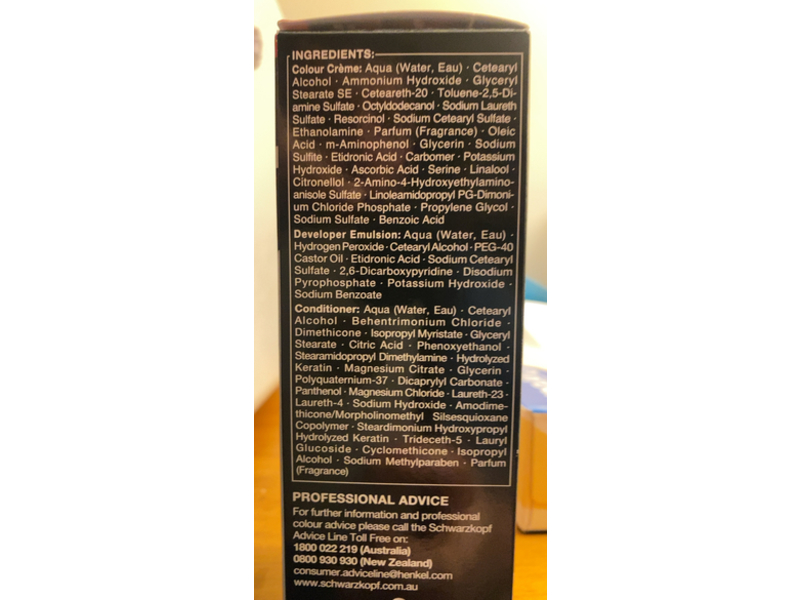 INGREDIENTS:
Colour Crème: Aqua (Water, Eau) · Cetearyl
Alcohol · Ammonium Hydroxide · Glyceryl
Stearate SE · Ceteareth-20 · Toluene-2,5-Di-
amine Sulfate · Octyldodecanol · Sodium Laureth
Sulfate · Resorcinol · Sodium Cetearyl Sulfate ·
Ethanolamine · Parfum (Fragrance) · Oleic
Acid · m-Aminophenol · Glycerin · Sodium
Sulfite · Etidronic Acid · Carbomer · Potassium
Hydroxide · Ascorbic Acid · Serine · Linalool ·
Citronellol · 2-Amino-4-Hydroxyethylamino-
anisole Sulfate · Linoleamidopropyl PG-Dimoni-
um Chloride Phosphate · Propylene Glycol ·
Sodium Sulfate · Benzoic Acid
Developer Emulsion: Aqua (Water, Eau) ·
Hydrogen Peroxide · Cetearyl Alcohol · PEG-40
Castor Oil · Etidronic Acid · Sodium Cetearyl
Sulfate · 2,6-Dicarboxypyridine · Disodium
Pyrophosphate · Potassium Hydroxide ·
Sodium Benzoate
Conditioner: Aqua (Water, Eau) · Cetearyl
Alcohol · Behentrimonium Chloride ·
Dimethicone · Isopropyl Myristate · Glyceryl
Stearate · Citric Acid · Phenoxyethanol ·
Stearamidopropyl Dimethylamine · Hydrolyzed
Keratin · Magnesium Citrate · Glycerin ·
Polyquaternium-37 · Dicaprylyl Carbonate ·
Panthenol · Magnesium Chloride · Laureth-23 ·
Laureth-4 · Sodium Hydroxide · Amodime-
thicone/Morpholinomethyl Silsesquioxane
Copolymer · Steardimonium Hydroxypropyl
Hydrolyzed Keratin · Trideceth-5 · Lauryl
Glucoside · Cyclomethicone · Isopropyl
Alcohol · Sodium Methylparaben · Parfum
(Fragrance)
PROFESSIONAL ADVICE
For further information and professional
colour advice please call the Schwarzkopf
Advice Line Toll Free on:
1800 022 219 (Australia)
0800 930 930 (New Zealand)
consumer.adviceline@henkel.com
www.schwarzkopf.com.au